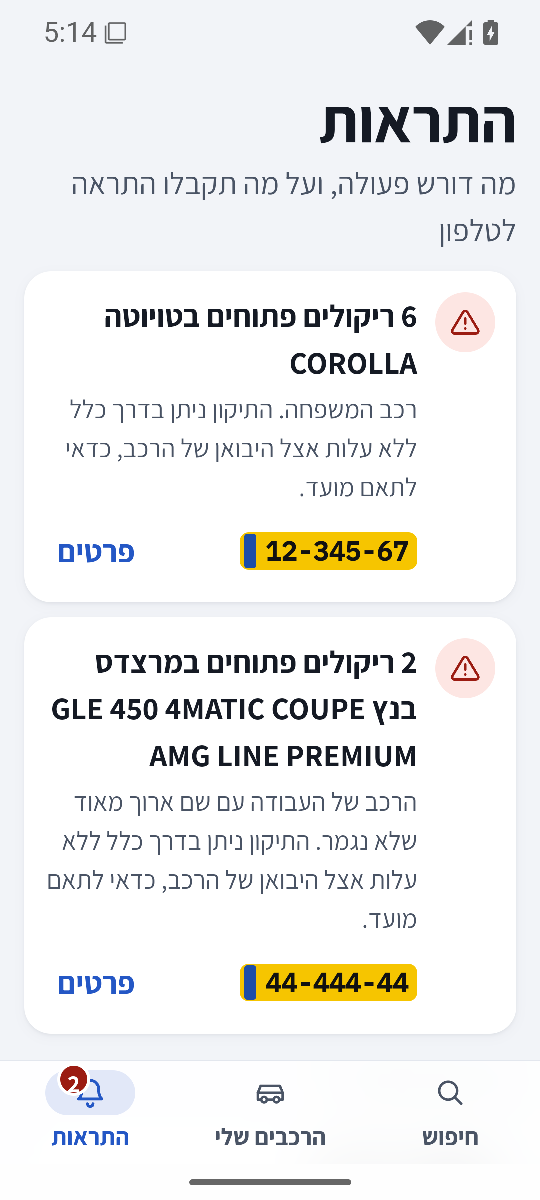 5:14
התראות
מה דורש פעולה, ועל מה תקבלו התראה
לטלפון
6 ריקולים פתוחים בטויוטה
COROLLA
רכב המשפחה. התיקון ניתן בדרך כלל
ללא עלות אצל היבואן של הרכב, כדאי
לתאם מועד.
12-345-67
פרטים
2 ריקולים פתוחים במרצדס
בנץ GLE 450 4MATIC COUPE
AMG LINE PREMIUM
הרכב של העבודה עם שם ארוך מאוד
שלא נגמר. התיקון ניתן בדרך כלל ללא
עלות אצל היבואן של הרכב, כדאי לתאם
מועד.
44-444-44
פרטים
2
חיפוש
הרכבים שלי
התראות